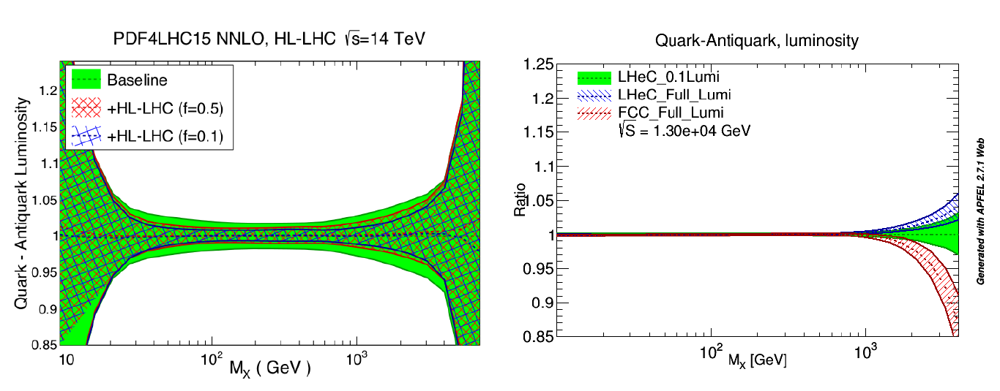 PDF4LHC15 NNLO, HL-LHC √s=14 TeV
Baseline
+HL-LHC (f=0.5)
+HL-LHC (f=0.1)
Quark - Antiquark Luminosity
1.2
1.15
1.1
1.05
1
0.95
0.9
0.85
10
10²
10³
M_X ( GeV )
Quark-Antiquark, luminosity
LHeC_0.1Lumi
LHeC_Full_Lumi
FCC_Full_Lumi
√S = 1.30e+04 GeV
Ratio
1.25
1.2
1.15
1.1
1.05
1
0.95
0.9
0.85
10²
10³
M_X [GeV]
Generated with APFEL 2.7.1 Web